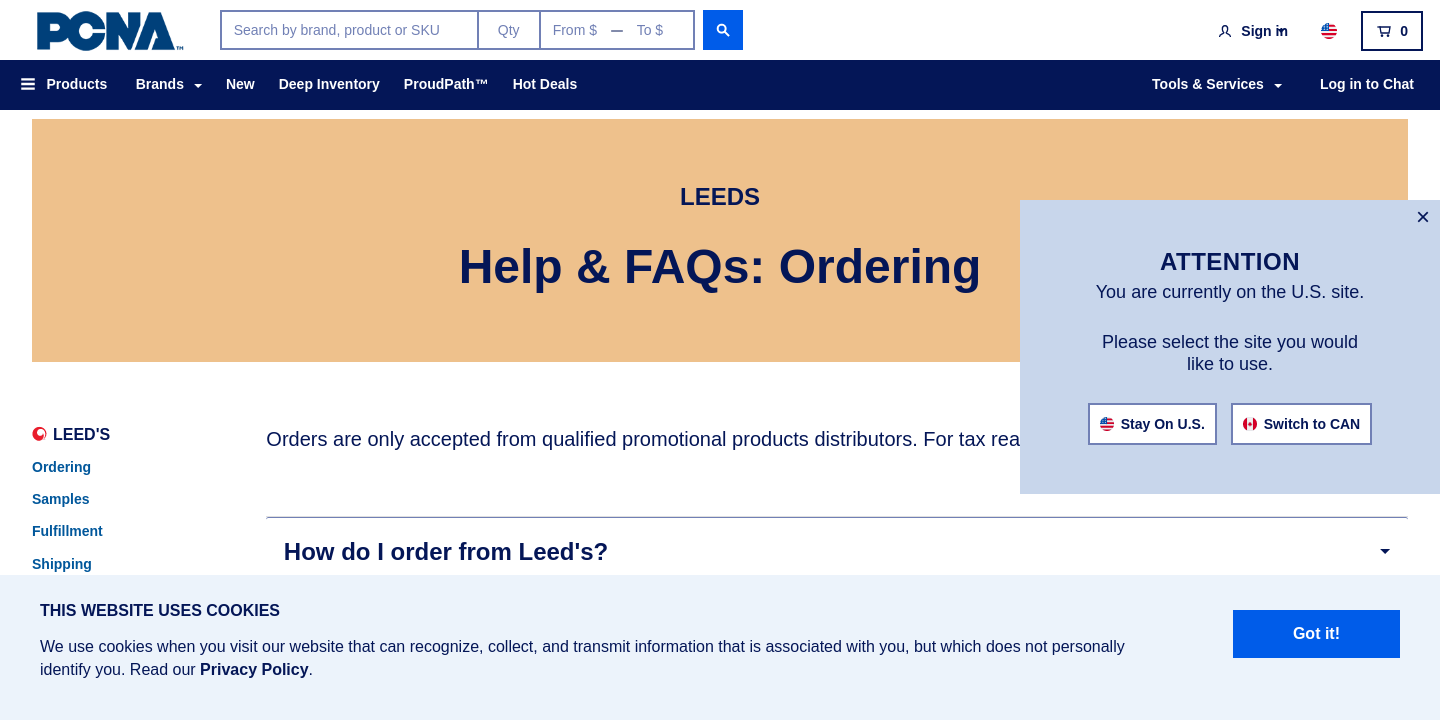 PCNA™
Search by brand, product or SKU
Qty
From $ — To $
Sign in
0
Products
Brands
New
Deep Inventory
ProudPath™
Hot Deals
Tools & Services
Log in to Chat
LEEDS
Help & FAQs: Ordering
×
ATTENTION
You are currently on the U.S. site.
Please select the site you would
like to use.
Stay On U.S.
Switch to CAN
LEED'S
Ordering
Samples
Fulfillment
Shipping
Orders are only accepted from qualified promotional products distributors. For tax rea
How do I order from Leed's?
THIS WEBSITE USES COOKIES
We use cookies when you visit our website that can recognize, collect, and transmit information that is associated with you, but which does not personally
identify you. Read our Privacy Policy.
Got it!